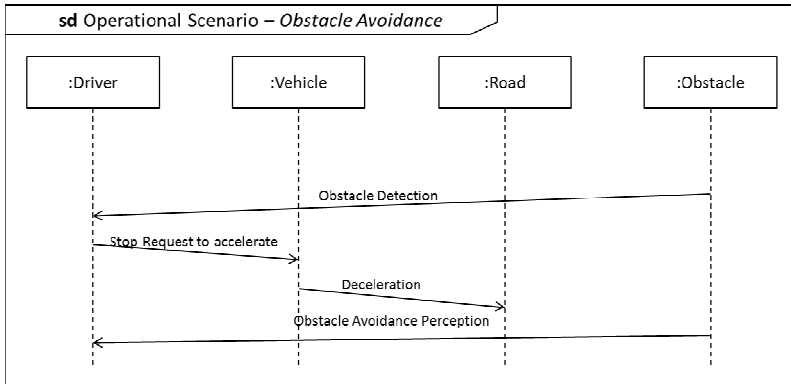 sd Operational Scenario – Obstacle Avoidance
:Driver
:Vehicle
:Road
:Obstacle
Obstacle Detection
Stop Request to accelerate
Deceleration
Obstacle Avoidance Perception